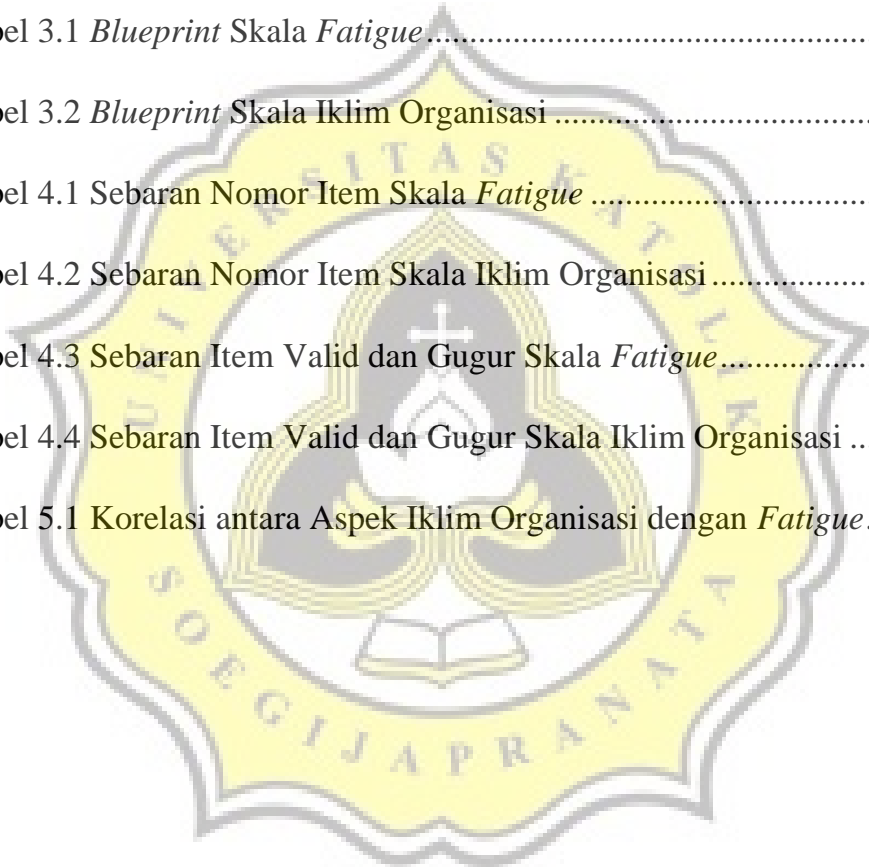 bel 3.1 Blueprint Skala Fatigue..............................................
bel 3.2 Blueprint Skala Iklim Organisasi ..................................
bel 4.1 Sebaran Nomor Item Skala Fatigue .............................
bel 4.2 Sebaran Nomor Item Skala Iklim Organisasi .................
bel 4.3 Sebaran Item Valid dan Gugur Skala Fatigue................
bel 4.4 Sebaran Item Valid dan Gugur Skala Iklim Organisasi ..
bel 5.1 Korelasi antara Aspek Iklim Organisasi dengan Fatigue.
UNIVERSITAS KATOLIK
SOEGIJAPRANATA